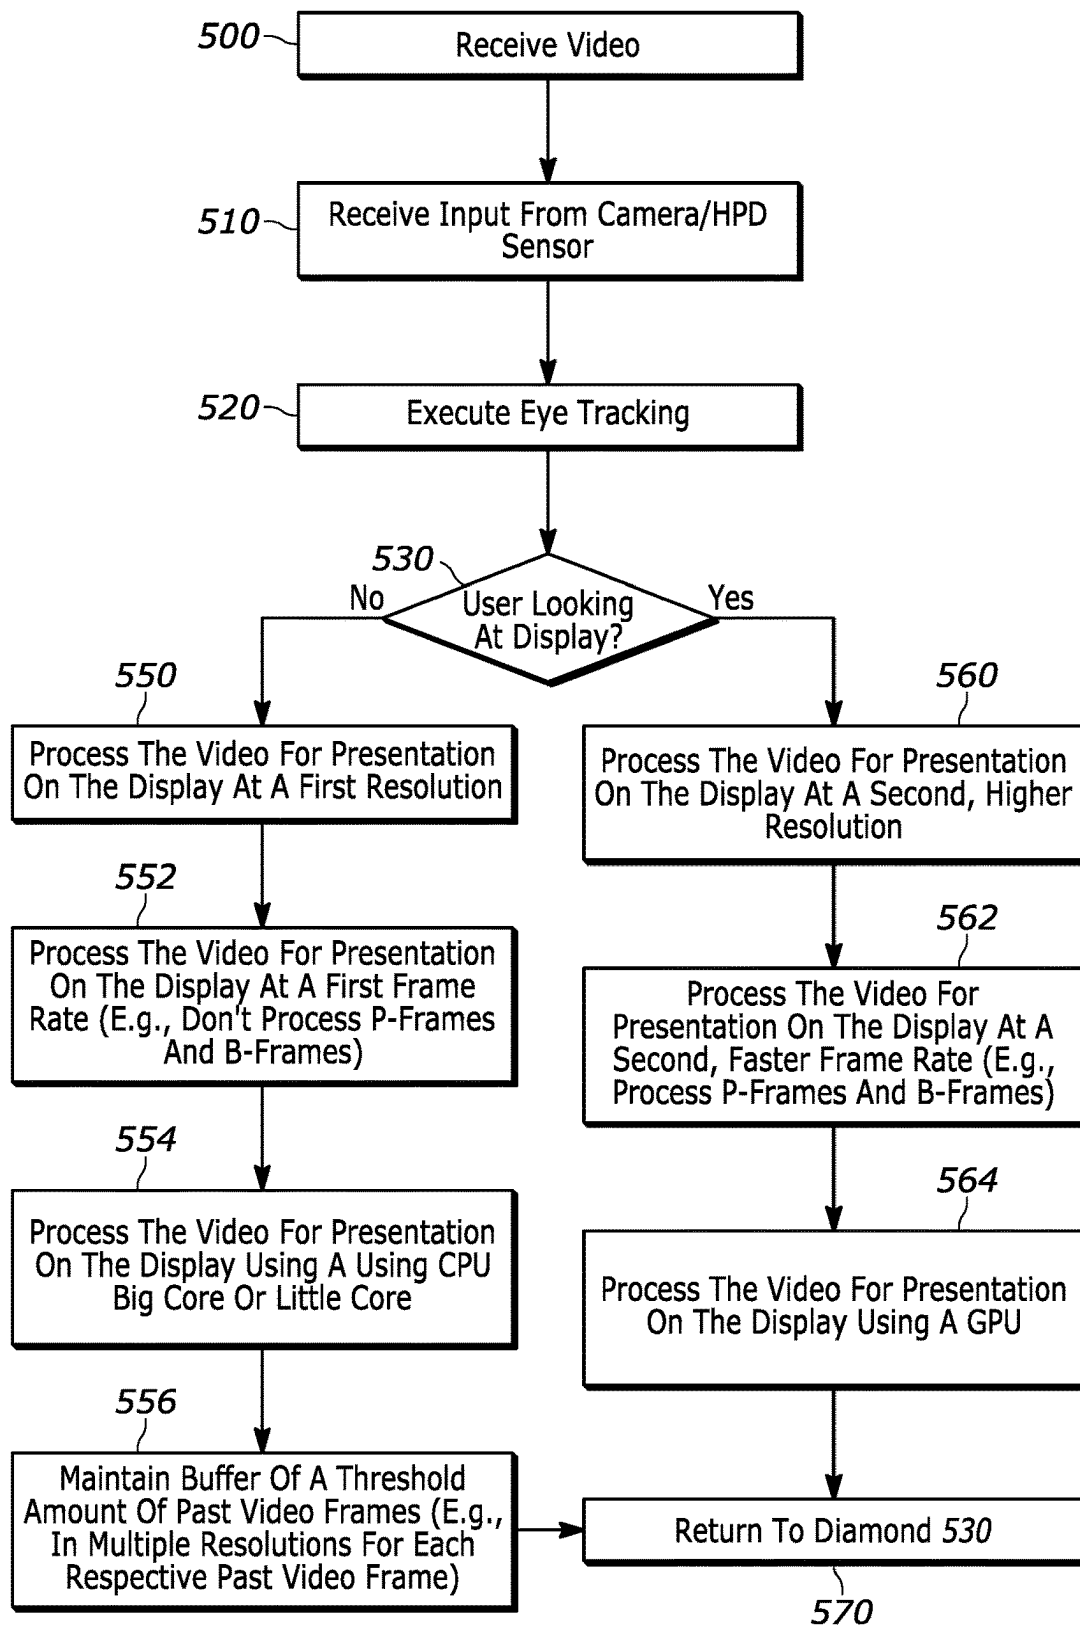 500
Receive Video
510
Receive Input From Camera/HPD
Sensor
520
Execute Eye Tracking
530
No
User Looking
At Display?
Yes
550
Process The Video For Presentation
On The Display At A First Resolution
552
Process The Video For Presentation
On The Display At A First Frame
Rate (E.g., Don't Process P-Frames
And B-Frames)
554
Process The Video For Presentation
On The Display Using A Using CPU
Big Core Or Little Core
556
Maintain Buffer Of A Threshold
Amount Of Past Video Frames (E.g.,
In Multiple Resolutions For Each
Respective Past Video Frame)
560
Process The Video For Presentation
On The Display At A Second, Higher
Resolution
562
Process The Video For
Presentation On The Display At A
Second, Faster Frame Rate (E.g.,
Process P-Frames And B-Frames)
564
Process The Video For Presentation
On The Display Using A GPU
Return To Diamond 530
570